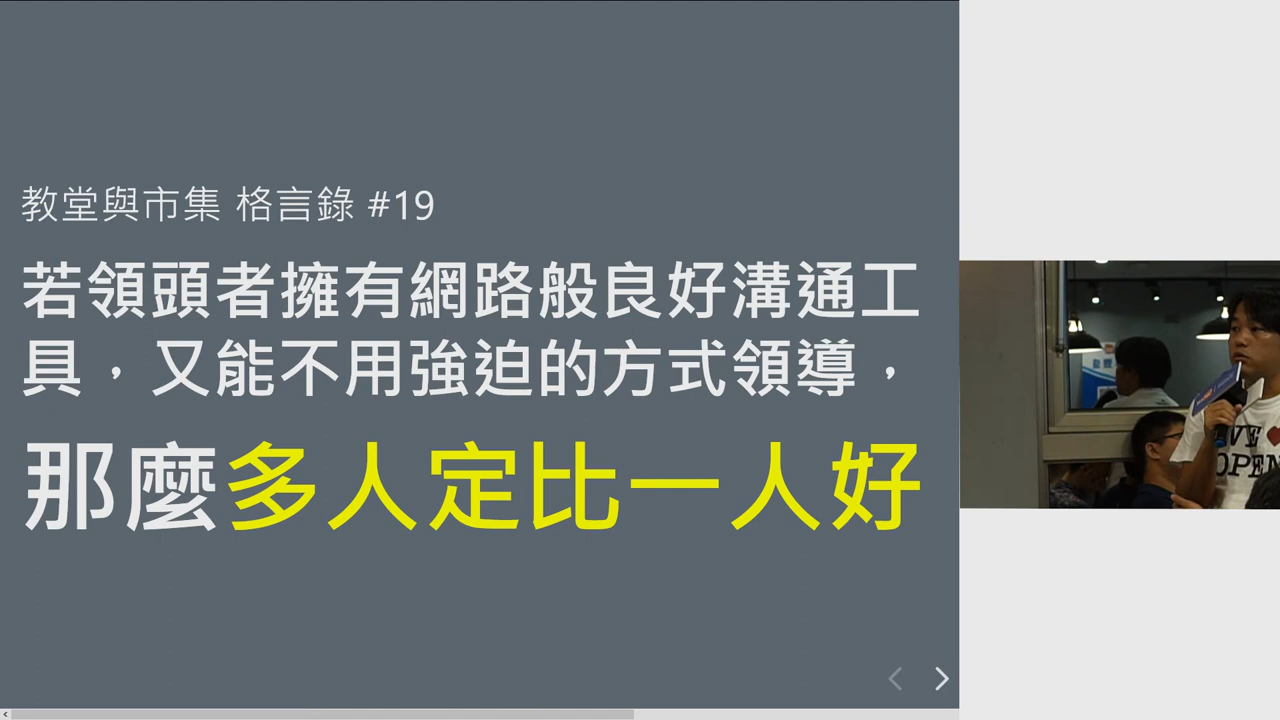 教堂與市集 格言錄 #19
若領頭者擁有網路般良好溝通工
具，又能不用強迫的方式領導，
那麼多人定比一人好
OPEN